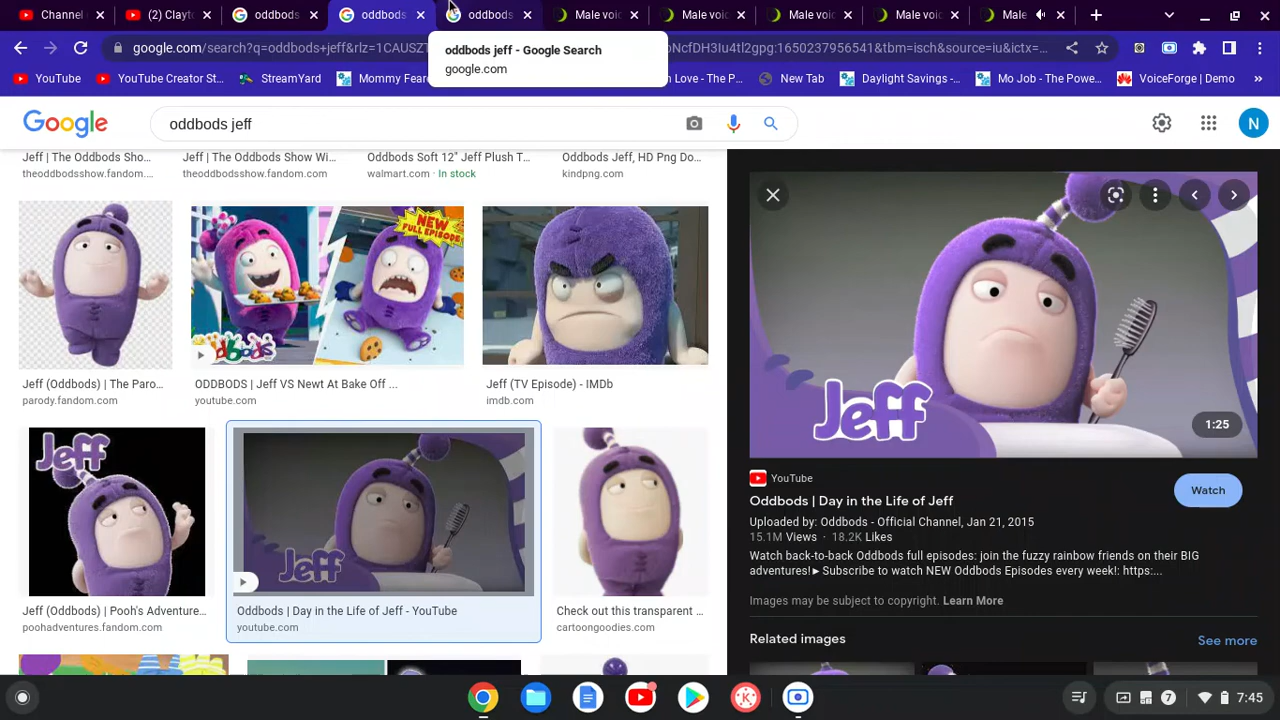 Channel
(2) Clayto
oddbods
oddbods
oddbods
Male voic
Male voic
Male voic
Male voic
Male
google.com/search?q=oddbods+jeff&rlz=1CAUSZT
pNcfDH3Iu4tl2gpg:1650237956541&tbm=isch&source=iu&ictx=...
oddbods jeff - Google Search
google.com
YouTube
YouTube Creator St...
StreamYard
Mommy Feare
n Love - The P...
New Tab
Daylight Savings -...
Mo Job - The Powe...
VoiceForge | Demo
»
Google
oddbods jeff
N
Jeff | The Oddbods Sho...
theoddbodsshow.fandom....
Jeff | The Oddbods Show Wi...
theoddbodsshow.fandom.com
Oddbods Soft 12" Jeff Plush T...
walmart.com · In stock
Oddbods Jeff, HD Png Do...
kindpng.com
NEW
FULL EPISODE
oddbods
Jeff (Oddbods) | The Paro...
parody.fandom.com
ODDBODS | Jeff VS Newt At Bake Off ...
youtube.com
Jeff (TV Episode) - IMDb
imdb.com
Jeff
Jeff (Oddbods) | Pooh's Adventure...
poohadventures.fandom.com
Jeff
Oddbods | Day in the Life of Jeff - YouTube
youtube.com
Check out this transparent ...
cartoongoodies.com
Jeff
1:25
YouTube
Oddbods | Day in the Life of Jeff
Watch
Uploaded by: Oddbods - Official Channel, Jan 21, 2015
15.1M Views · 18.2K Likes
Watch back-to-back Oddbods full episodes: join the fuzzy rainbow friends on their BIG
adventures!►Subscribe to watch NEW Oddbods Episodes every week!: https:...
Images may be subject to copyright. Learn More
Related images
See more
7
7:45